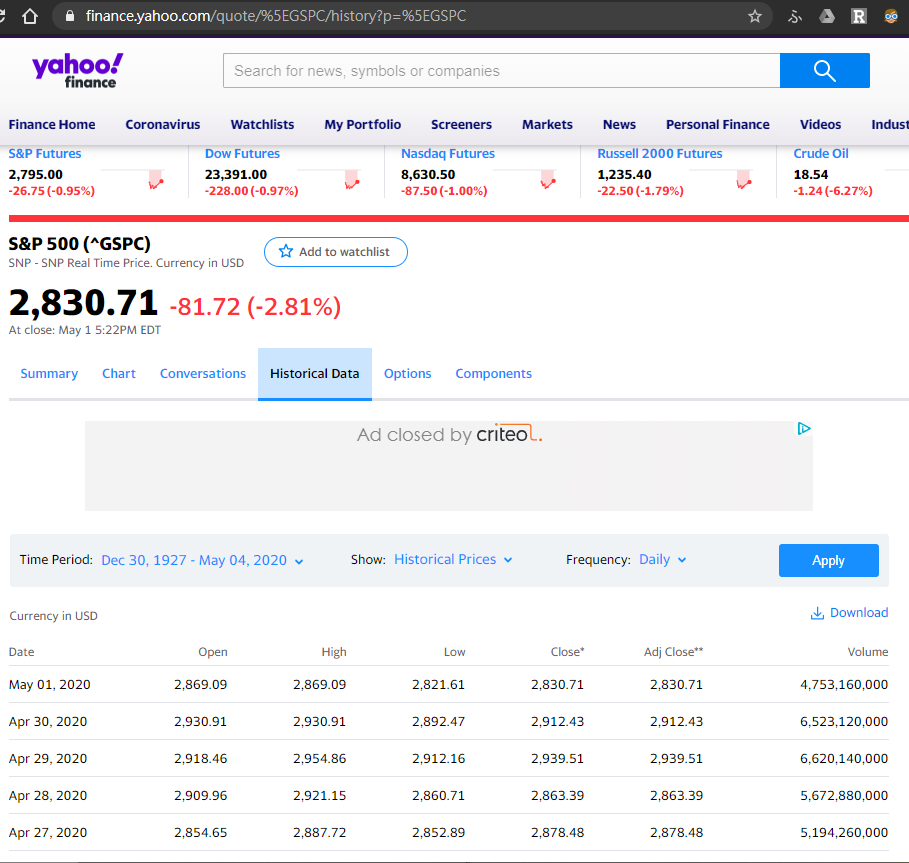 finance.yahoo.com/quote/%5EGSPC/history?p=%5EGSPC
yahoo!
finance
Search for news, symbols or companies
Finance Home Coronavirus Watchlists My Portfolio Screeners Markets News Personal Finance Videos Indust
S&P Futures Dow Futures Nasdaq Futures Russell 2000 Futures Crude Oil
2,795.00 23,391.00 8,630.50 1,235.40 18.54
-26.75 (-0.95%) -228.00 (-0.97%) -87.50 (-1.00%) -22.50 (-1.79%) -1.24 (-6.27%)
S&P 500 (^GSPC)
SNP - SNP Real Time Price. Currency in USD
Add to watchlist
2,830.71 -81.72 (-2.81%)
At close: May 1 5:22PM EDT
Summary Chart Conversations Historical Data Options Components
Ad closed by criteo.
Time Period: Dec 30, 1927 - May 04, 2020 Show: Historical Prices Frequency: Daily Apply
Currency in USD Download
Date Open High Low Close* Adj Close** Volume
May 01, 2020 2,869.09 2,869.09 2,821.61 2,830.71 2,830.71 4,753,160,000
Apr 30, 2020 2,930.91 2,930.91 2,892.47 2,912.43 2,912.43 6,523,120,000
Apr 29, 2020 2,918.46 2,954.86 2,912.16 2,939.51 2,939.51 6,620,140,000
Apr 28, 2020 2,909.96 2,921.15 2,860.71 2,863.39 2,863.39 5,672,880,000
Apr 27, 2020 2,854.65 2,887.72 2,852.89 2,878.48 2,878.48 5,194,260,000